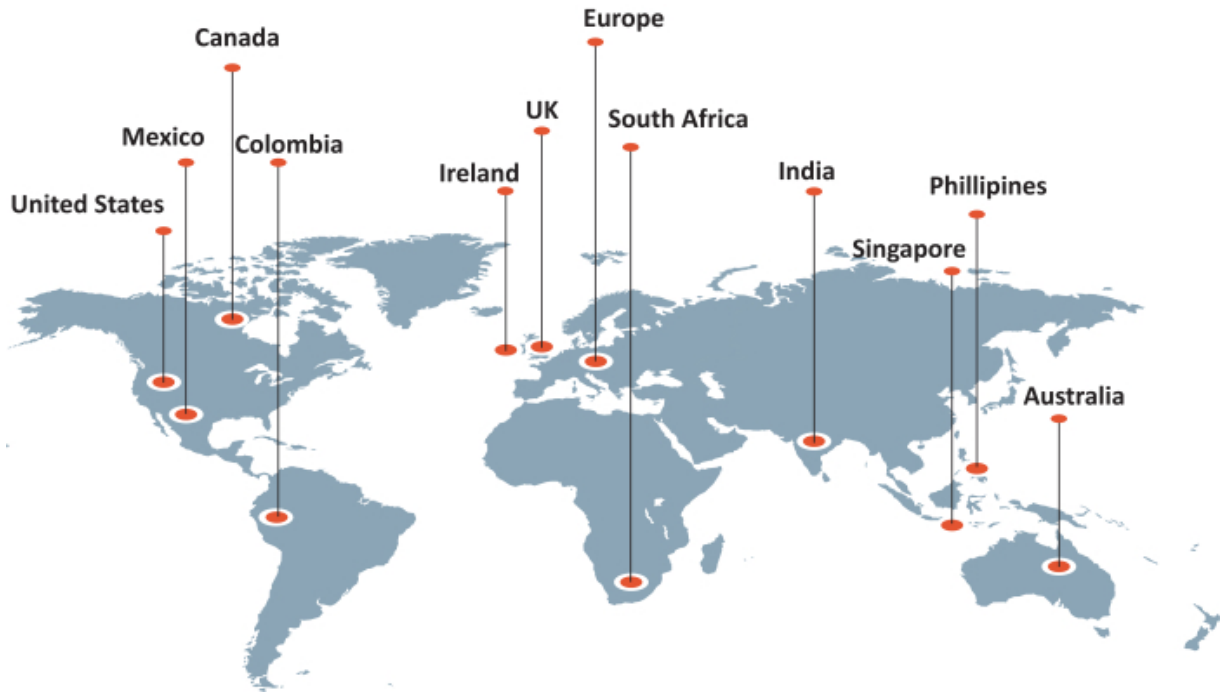 Europe
Canada
UK
South Africa
Mexico
Colombia
Ireland
India
Phillipines
United States
Singapore
Australia